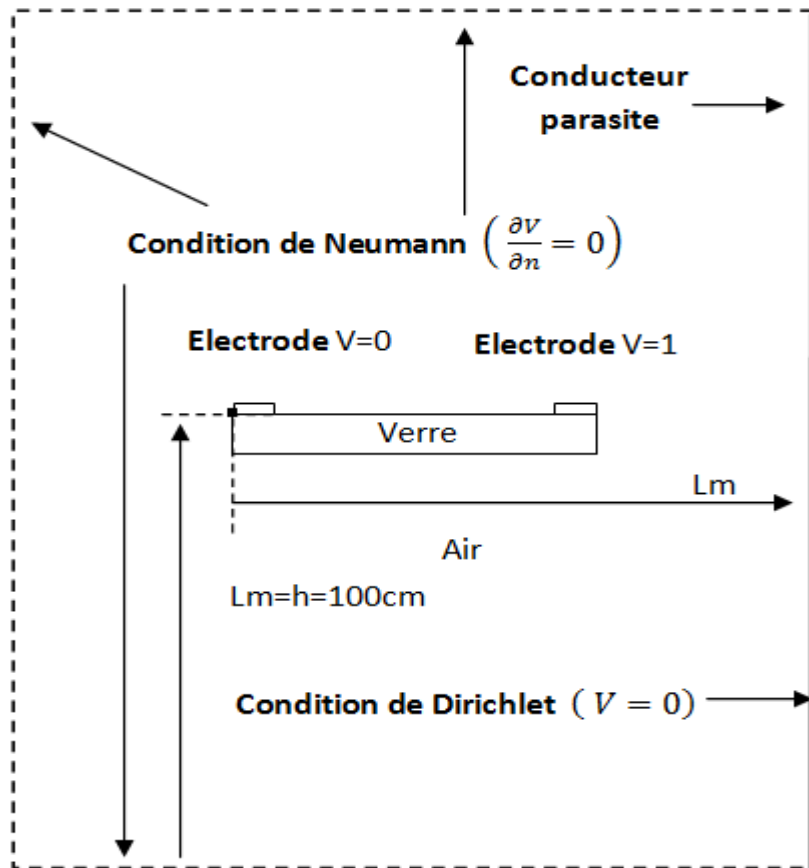 Conducteur
parasite
Condition de Neumann (∂V/∂n = 0)
Electrode V=0
Electrode V=1
Verre
Lm
Air
Lm=h=100cm
Condition de Dirichlet ( V = 0)